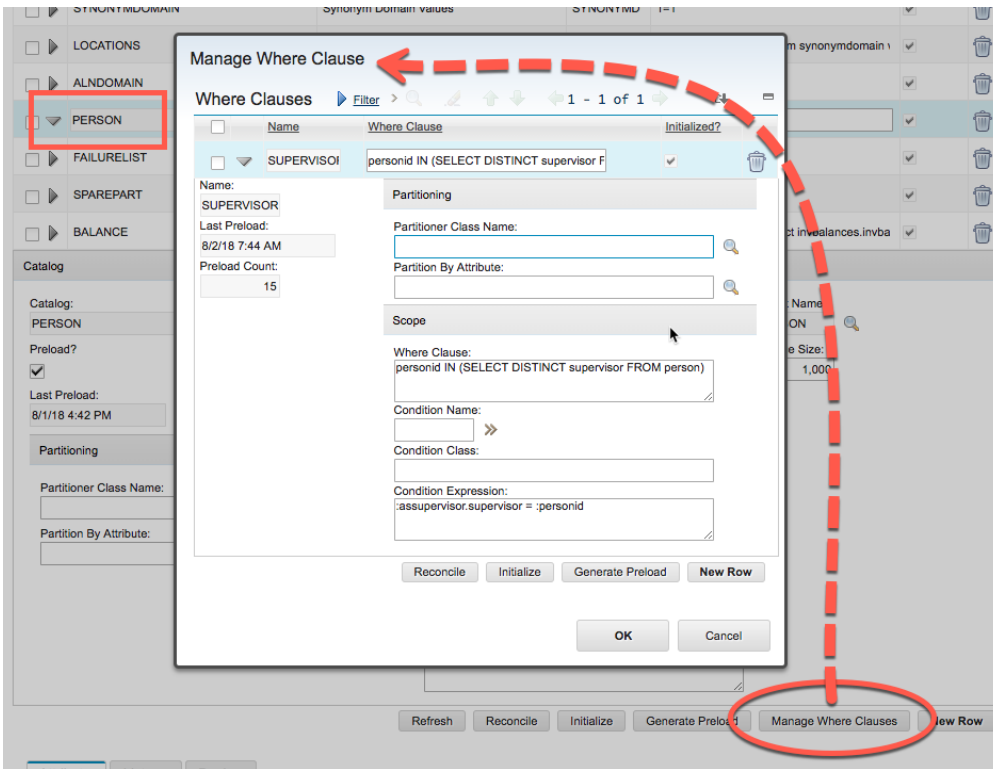 SYNONYMDOMAIN Synonym Domain Values SYNONYMD 1=1
LOCATIONS m synonymdomain
ALNDOMAIN
PERSON
FAILURELIST
SPAREPART
BALANCE ct invbalances.invba
Manage Where Clause
Where Clauses Filter > 1 - 1 of 1
Name Where Clause Initialized?
SUPERVISOR personid IN (SELECT DISTINCT supervisor F
Name:
SUPERVISOR
Last Preload:
8/2/18 7:44 AM
Preload Count:
15
Partitioning
Partitioner Class Name:
Partition By Attribute:
Scope
Where Clause:
personid IN (SELECT DISTINCT supervisor FROM person)
Condition Name:
Condition Class:
Condition Expression:
:assupervisor.supervisor = :personid
Reconcile Initialize Generate Preload New Row
OK Cancel
Catalog
Catalog:
PERSON
Preload?
Last Preload:
8/1/18 4:42 PM
Partitioning
Partitioner Class Name:
Partition By Attribute:
Name
ON
e Size:
1,000
Refresh Reconcile Initialize Generate Preload Manage Where Clauses New Row